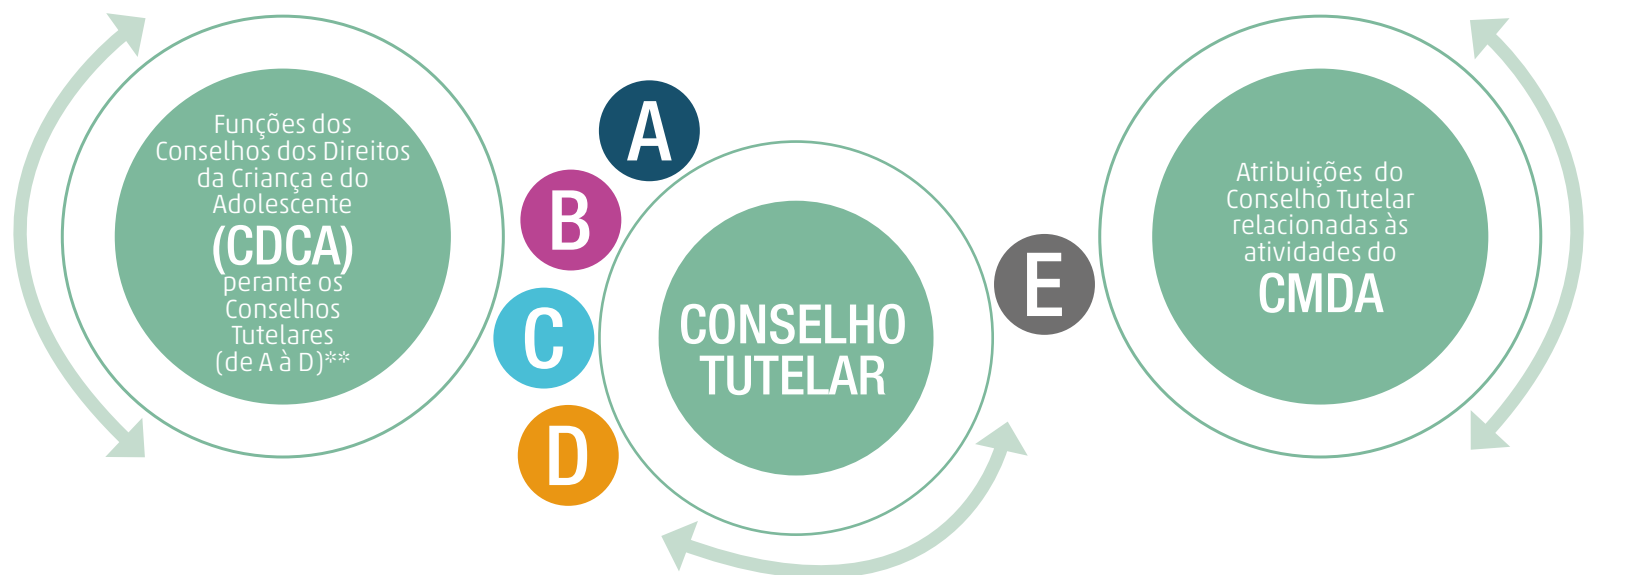 Funções dos
Conselhos dos Direitos
da Criança e do
Adolescente
(CDCA)
perante os
Conselhos
Tutelares
(de A à D)**
A
B
C
D
CONSELHO
TUTELAR
E
Atribuições do
Conselho Tutelar
relacionadas às
atividades do
CMDA